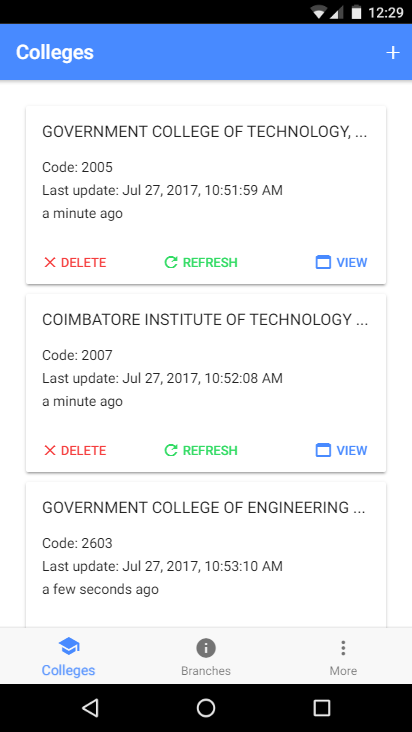 12:29
Colleges
+
GOVERNMENT COLLEGE OF TECHNOLOGY, ...
Code: 2005
Last update: Jul 27, 2017, 10:51:59 AM
a minute ago
DELETE REFRESH VIEW
COIMBATORE INSTITUTE OF TECHNOLOGY ...
Code: 2007
Last update: Jul 27, 2017, 10:52:08 AM
a minute ago
DELETE REFRESH VIEW
GOVERNMENT COLLEGE OF ENGINEERING ...
Code: 2603
Last update: Jul 27, 2017, 10:53:10 AM
a few seconds ago
Colleges Branches More